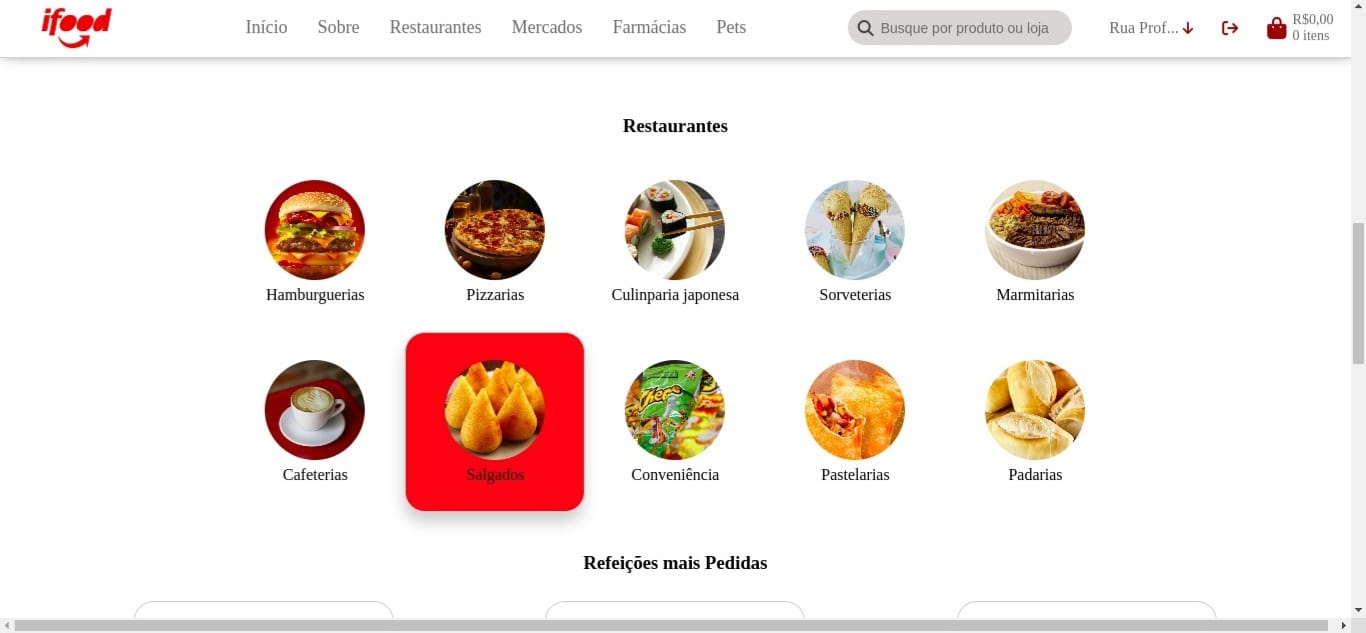 ifood
Início Sobre Restaurantes Mercados Farmácias Pets
Busque por produto ou loja
Rua Prof...
R$0,00
0 itens
Restaurantes
Hamburguerias Pizzarias Culinparia japonesa Sorveterias Marmitarias
Cheps
Cafeterias Salgados Conveniência Pastelarias Padarias
Refeições mais Pedidas